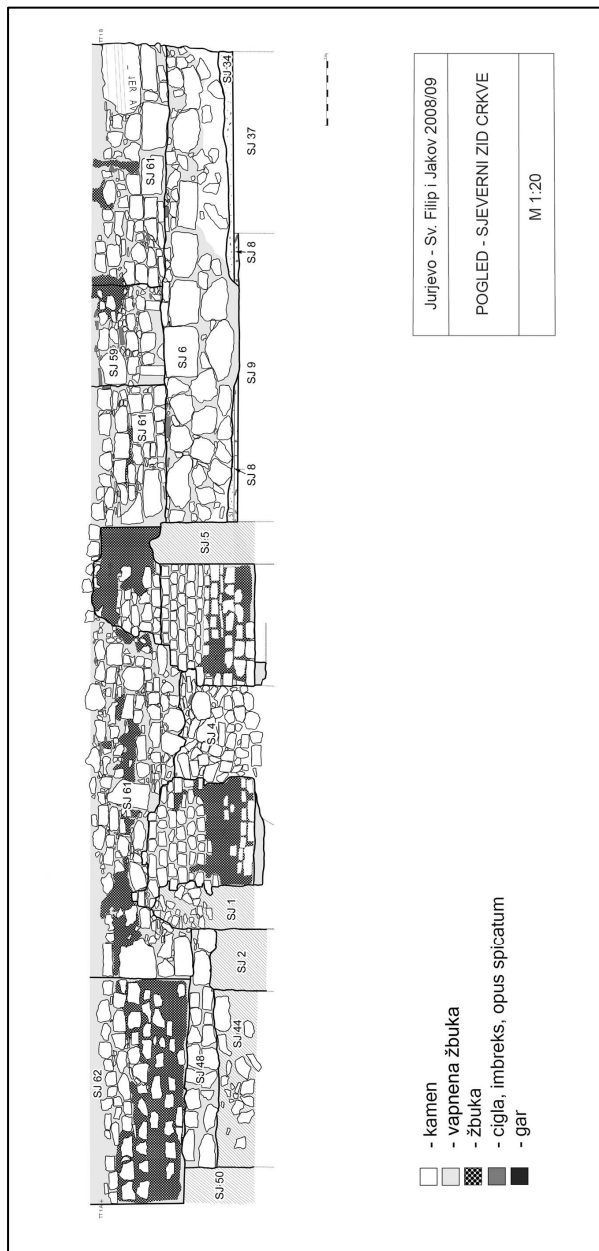 Jurjevo - Sv. Filip i Jakov 2008/09
POGLED - SJEVERNI ZID CRKVE
M 1:20
SJ 62
SJ 50
SJ 48
SJ 44
SJ 2
SJ 1
SJ 61
SJ 4
SJ 5
SJ 61
SJ 59
SJ 6
SJ 8
SJ 9
SJ 8
SJ 61
SJ 34
SJ 37
- kamen
- vapnena žbuka
- žbuka
- cigla, imbreks, opus spicatum
- gar